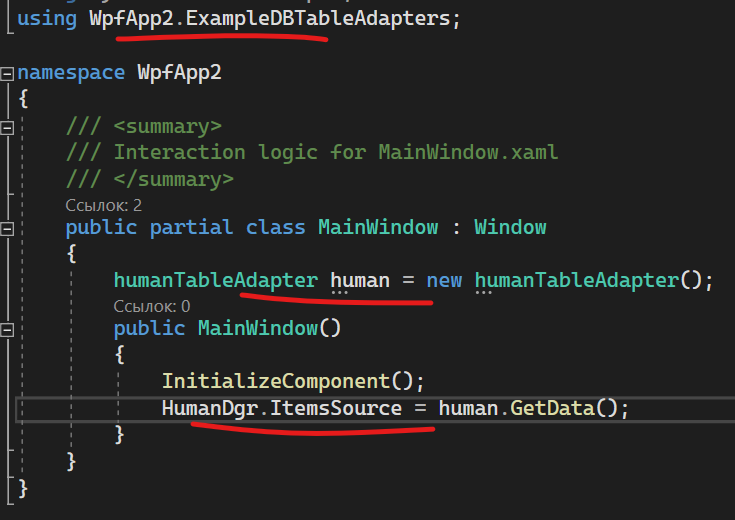 using WpfApp2.ExampleDBTableAdapters;
namespace WpfApp2
{
/// <summary>
/// Interaction logic for MainWindow.xaml
/// </summary>
Ссылок: 2
public partial class MainWindow : Window
{
humanTableAdapter human = new humanTableAdapter();
Ссылок: 0
public MainWindow()
{
InitializeComponent();
HumanDgr.ItemsSource = human.GetData();
}
}
}